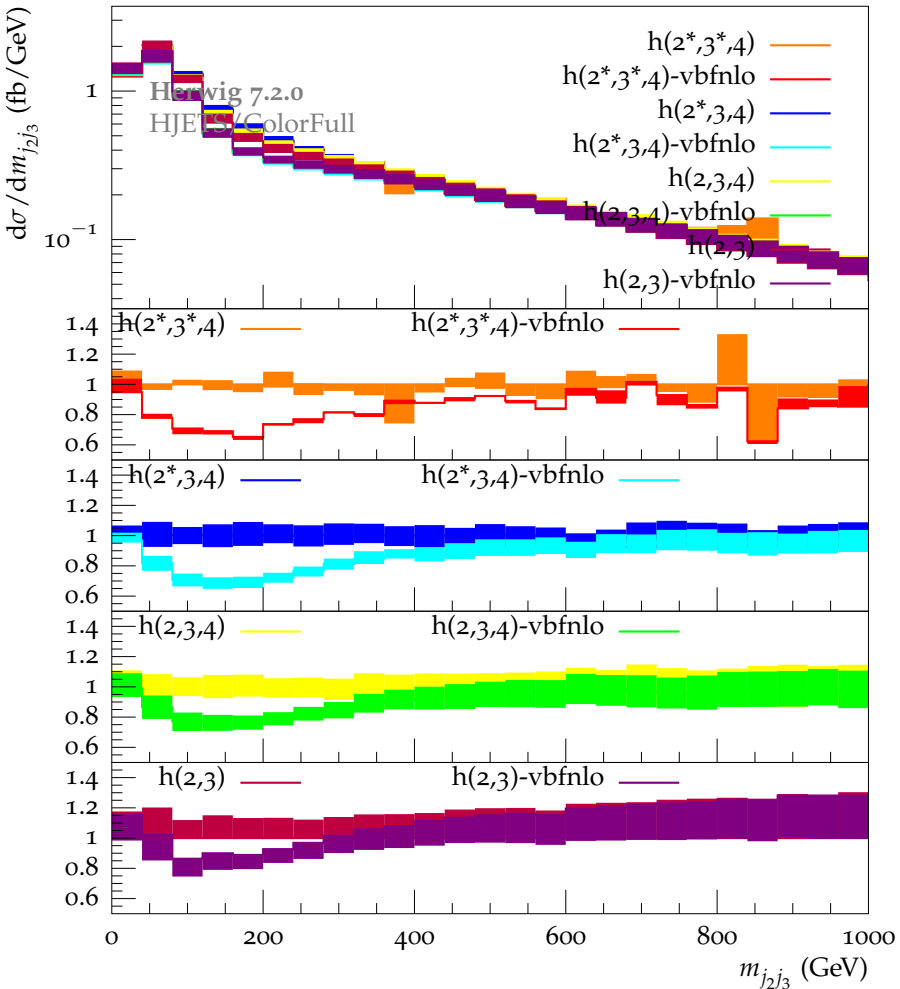 dσ/dm_{j₂j₃} (fb/GeV)
1
10⁻¹
Herwig 7.2.0
HJETS/ColorFull
h(2*,3*,4)
h(2*,3*,4)-vbfnlo
h(2*,3,4)
h(2*,3,4)-vbfnlo
h(2,3,4)
h(2,3,4)-vbfnlo
h(2,3)
h(2,3)-vbfnlo
h(2*,3*,4) h(2*,3*,4)-vbfnlo
1.4
1.2
1
0.8
0.6
h(2*,3,4) h(2*,3,4)-vbfnlo
1.4
1.2
1
0.8
0.6
h(2,3,4) h(2,3,4)-vbfnlo
1.4
1.2
1
0.8
0.6
h(2,3) h(2,3)-vbfnlo
1.4
1.2
1
0.8
0.6
0 200 400 600 800 1000
m_{j₂j₃} (GeV)